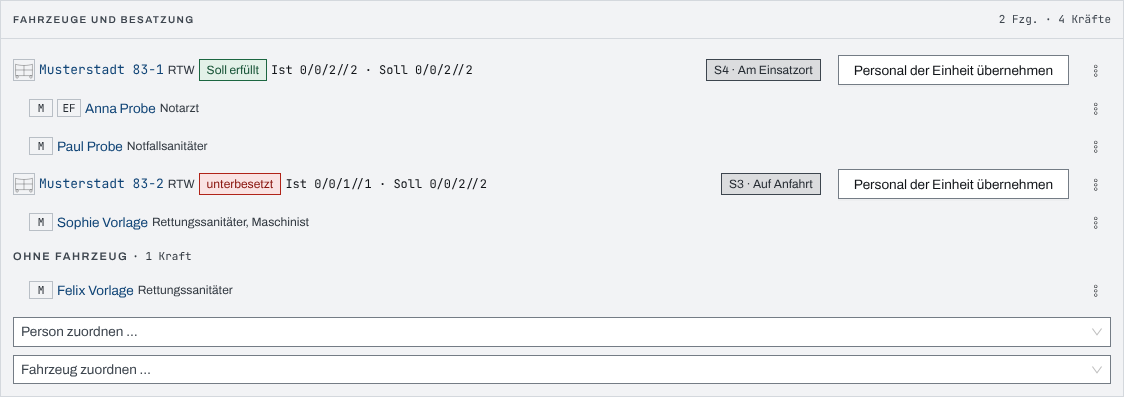 FAHRZEUGE UND BESATZUNG 2 Fzg. · 4 Kräfte
Musterstadt 83-1 RTW Soll erfüllt Ist 0/0/2//2 · Soll 0/0/2//2 S4 · Am Einsatzort Personal der Einheit übernehmen
M EF Anna Probe Notarzt
M Paul Probe Notfallsanitäter
Musterstadt 83-2 RTW unterbesetzt Ist 0/0/1//1 · Soll 0/0/2//2 S3 · Auf Anfahrt Personal der Einheit übernehmen
M Sophie Vorlage Rettungssanitäter, Maschinist
OHNE FAHRZEUG · 1 Kraft
M Felix Vorlage Rettungssanitäter
Person zuordnen ...
Fahrzeug zuordnen ...